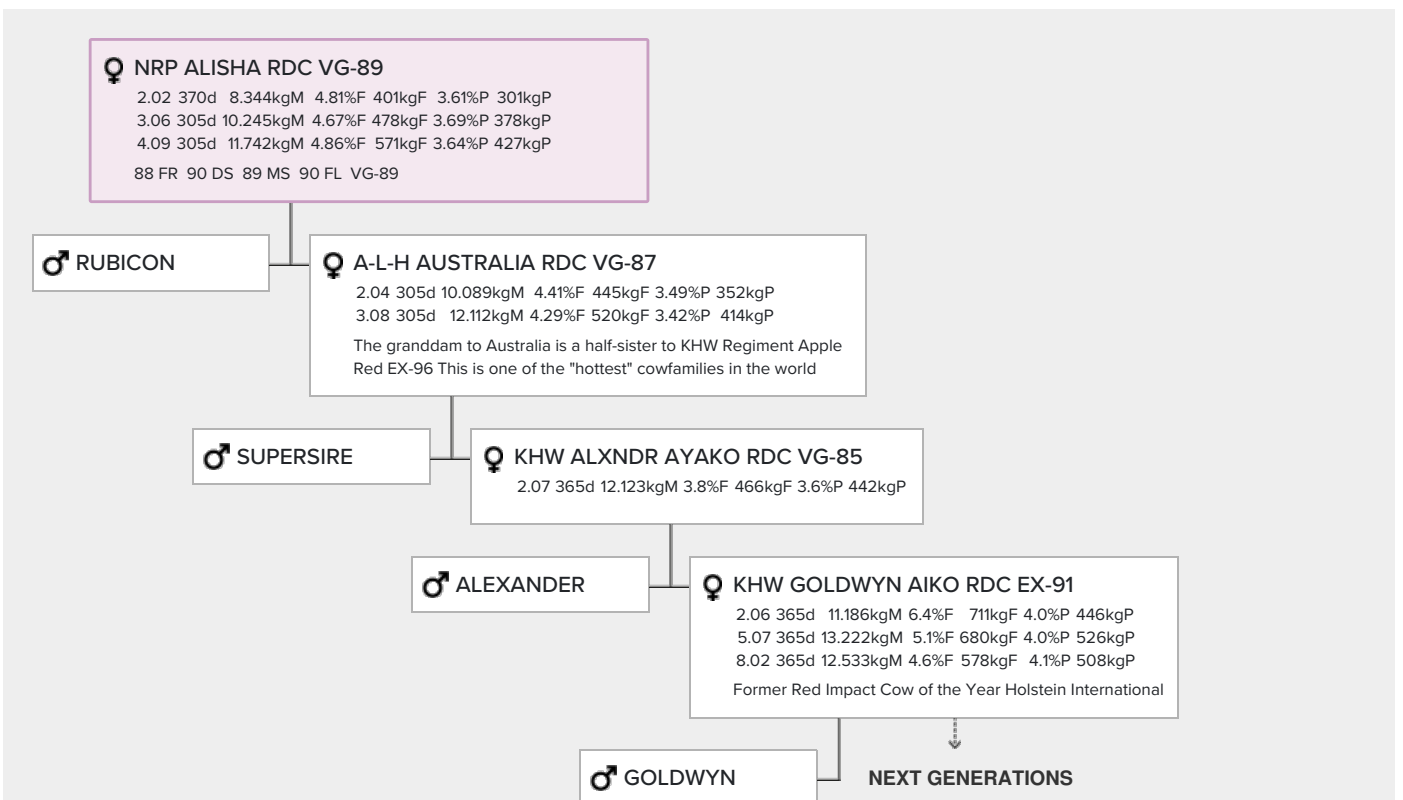 NRP ALISHA RDC VG-89
2.02 370d 8.344kgM 4.81%F 401kgF 3.61%P 301kgP
3.06 305d 10.245kgM 4.67%F 478kgF 3.69%P 378kgP
4.09 305d 11.742kgM 4.86%F 571kgF 3.64%P 427kgP
88 FR 90 DS 89 MS 90 FL VG-89
RUBICON
A-L-H AUSTRALIA RDC VG-87
2.04 305d 10.089kgM 4.41%F 445kgF 3.49%P 352kgP
3.08 305d 12.112kgM 4.29%F 520kgF 3.42%P 414kgP
The granddam to Australia is a half-sister to KHW Regiment Apple
Red EX-96 This is one of the "hottest" cowfamilies in the world
SUPERSIRE
KHW ALXNDR AYAKO RDC VG-85
2.07 365d 12.123kgM 3.8%F 466kgF 3.6%P 442kgP
ALEXANDER
KHW GOLDWYN AIKO RDC EX-91
2.06 365d 11.186kgM 6.4%F 711kgF 4.0%P 446kgP
5.07 365d 13.222kgM 5.1%F 680kgF 4.0%P 526kgP
8.02 365d 12.533kgM 4.6%F 578kgF 4.1%P 508kgP
Former Red Impact Cow of the Year Holstein International
GOLDWYN
NEXT GENERATIONS